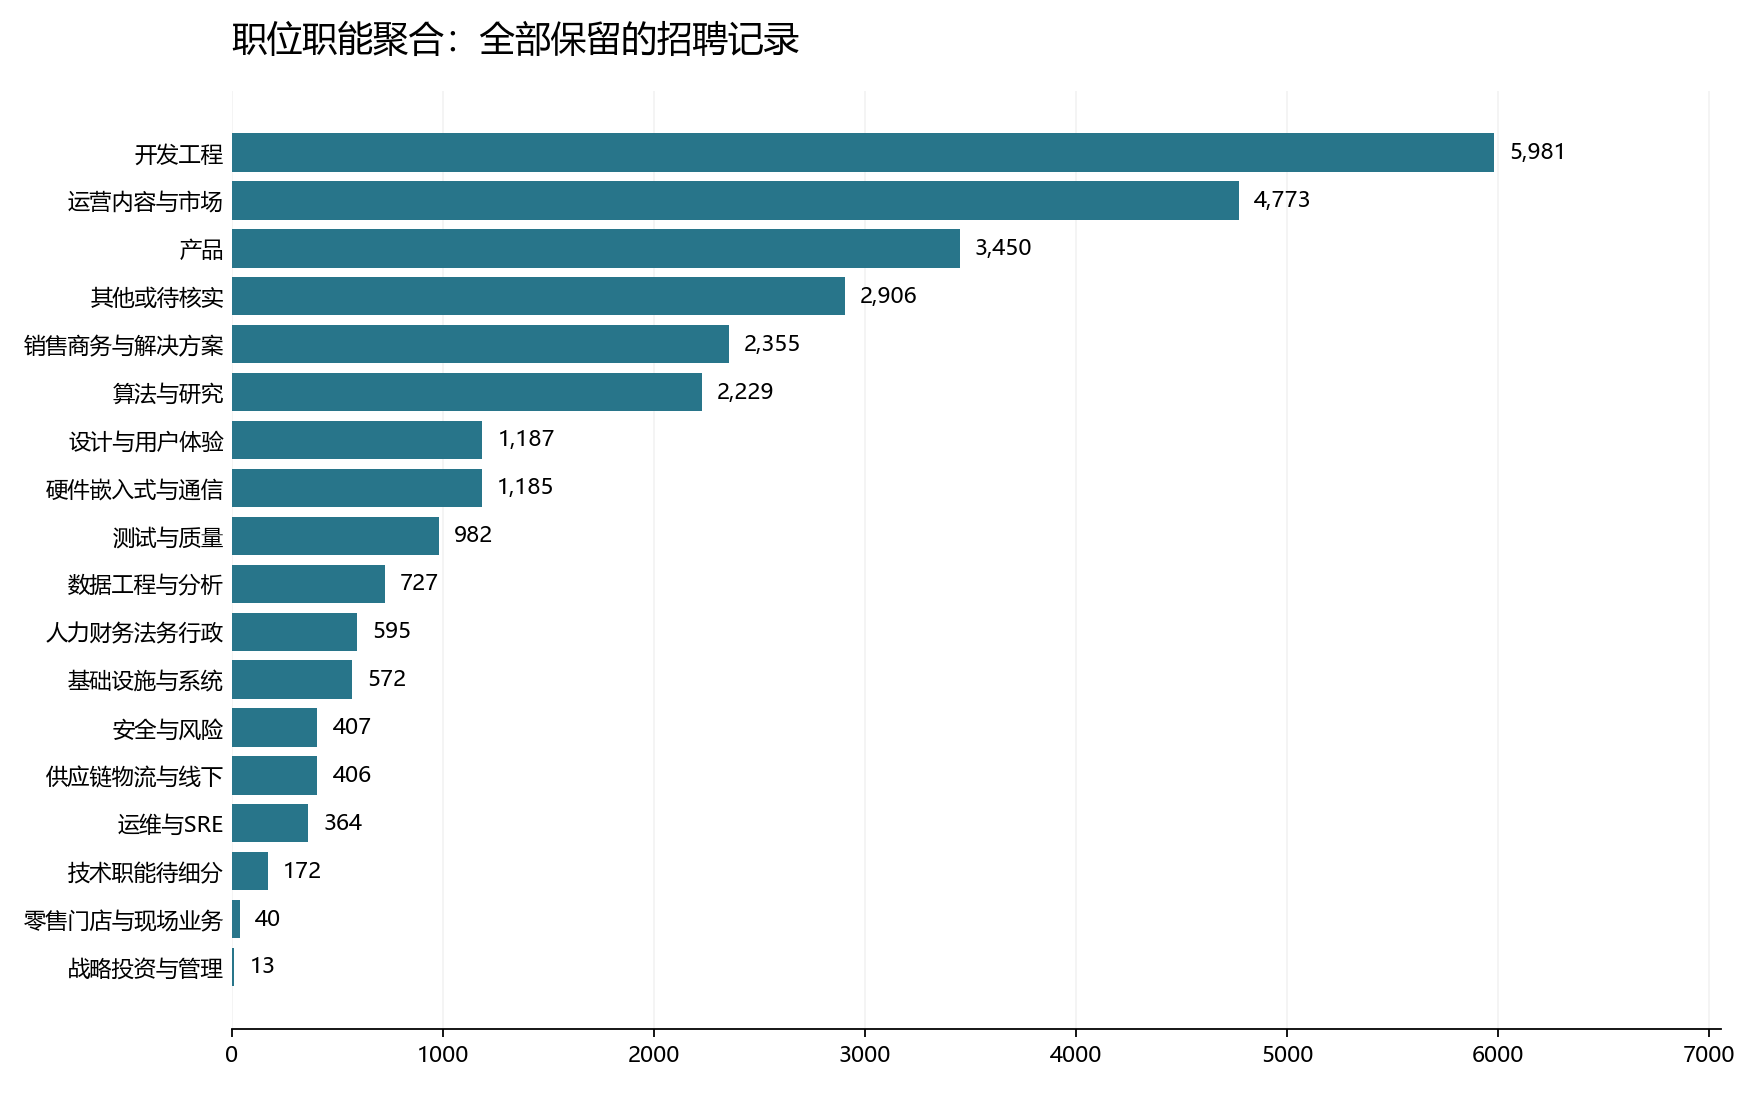 职位职能聚合：全部保留的招聘记录
开发工程 5,981
运营内容与市场 4,773
产品 3,450
其他或待核实 2,906
销售商务与解决方案 2,355
算法与研究 2,229
设计与用户体验 1,187
硬件嵌入式与通信 1,185
测试与质量 982
数据工程与分析 727
人力财务法务行政 595
基础设施与系统 572
安全与风险 407
供应链物流与线下 406
运维与SRE 364
技术职能待细分 172
零售门店与现场业务 40
战略投资与管理 13
0 1000 2000 3000 4000 5000 6000 7000